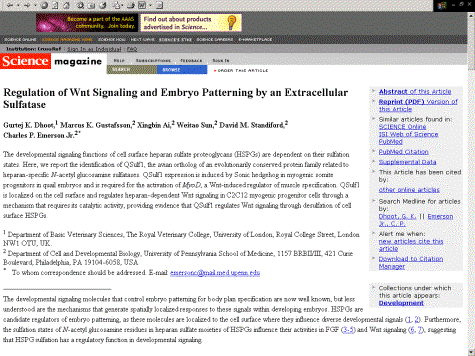 Become a part of the AAAS
community. Join today.
Find out about products
advertised in Science...
SCIENCE ONLINE SCIENCE MAGAZINE HOME SCIENCE NOW NEXT WAVE SCIENCE'S STKE SCIENCE CAREERS E-MARKETPLACE
Institution: Sign In as Individual FAQ
Science magazine
HELP SUBSCRIPTIONS FEEDBACK SIGN IN
SEARCH BROWSE
ORDER THIS ARTICLE
Regulation of Wnt Signaling and Embryo Patterning by an Extracellular
Sulfatase
Gurtej K. Dhoot,1 Marcus K. Gustafsson,2 Xingbin Ai,2 Weitao Sun,2 David M. Standiford,2
Charles P. Emerson Jr.2*
The developmental signaling functions of cell surface heparan sulfate proteoglycans (HSPGs) are dependent on their sulfation
states. Here, we report the identification of QSulf1, the avian ortholog of an evolutionarily conserved protein family related to
heparan-specific N-acetyl glucosamine sulfatases. QSulf1 expression is induced by Sonic hedgehog in myogenic somite
progenitors in quail embryos and is required for the activation of MyoD, a Wnt-induced regulator of muscle specification. QSulf1
is localized on the cell surface and regulates heparan-dependent Wnt signaling in C2C12 myogenic progenitor cells through a
mechanism that requires its catalytic activity, providing evidence that QSulf1 regulates Wnt signaling through desulfation of cell
surface HSPGs.
1 Department of Basic Veterinary Sciences, The Royal Veterinary College, University of London, Royal College Street, London
NW1 OTU, UK.
2 Department of Cell and Developmental Biology, University of Pennsylvania School of Medicine, 1157 BRBII/III, 421 Curie
Boulevard, Philadelphia, PA 19104-6058, USA
* To whom correspondence should be addressed. E-mail: emersonc@mail.med.upenn.edu
The developmental signaling molecules that control embryo patterning for body plan specification are now well known, but less
understood are the mechanisms that generate spatially localized responses to these signals within developing embryos. HSPGs are
candidate regulators of embryo patterning, as these molecules are localized to the cell surface where they influence diverse developmental signals (1, 2). Furthermore,
the sulfation states of N-acetyl glucosamine residues in heparan sulfate moieties of HSPGs influence their activities in FGF (3-5) and Wnt signaling (6, 7), suggesting
that HSPG sulfation has a regulatory function in developmental signaling.
Abstract of this Article
Reprint (PDF) Version of
this Article
Similar articles found in:
SCIENCE Online
ISI Web of Science
PubMed
PubMed Citation
Supplemental Data
This Article has been cited
by:
other online articles
Search Medline for articles
by:
Dhoot, G. K. || Emerson
Jr., C. P.
Alert me when:
new articles cite this
article
Download to Citation
Manager
Collections under which
this article appears:
Development